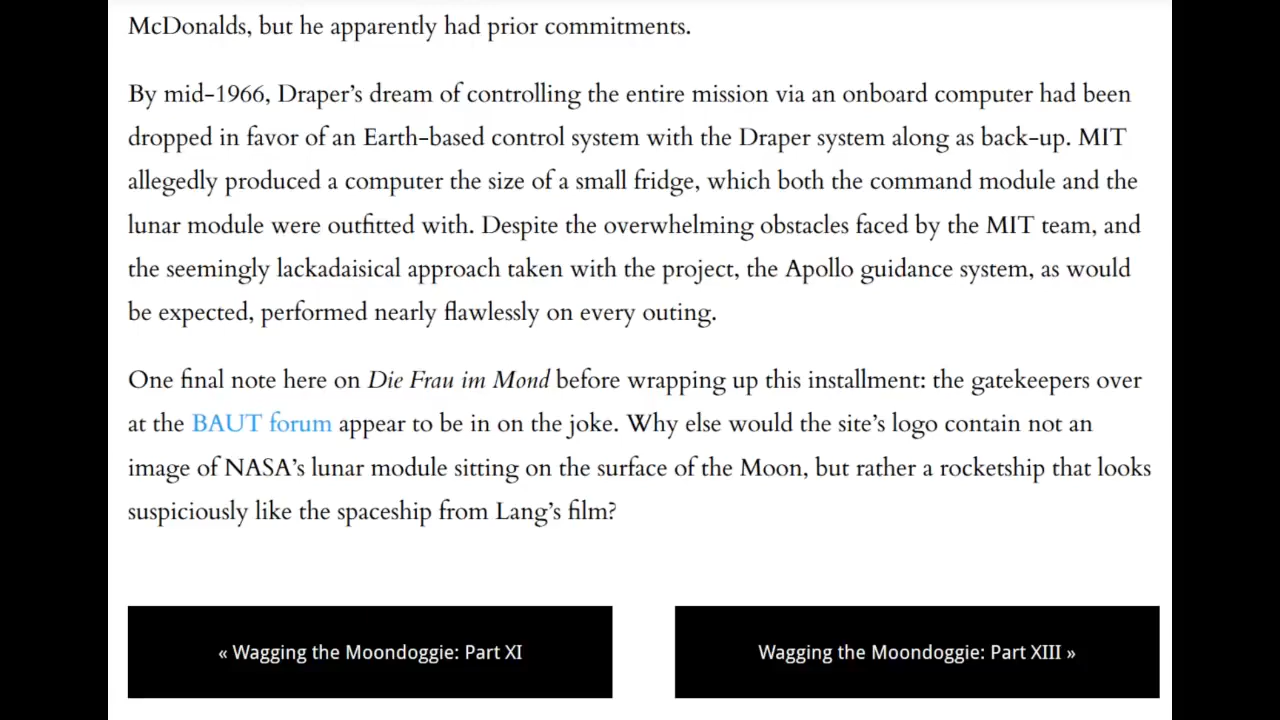 McDonalds, but he apparently had prior commitments.
By mid-1966, Draper's dream of controlling the entire mission via an onboard computer had been
dropped in favor of an Earth-based control system with the Draper system along as back-up. MIT
allegedly produced a computer the size of a small fridge, which both the command module and the
lunar module were outfitted with. Despite the overwhelming obstacles faced by the MIT team, and
the seemingly lackadaisical approach taken with the project, the Apollo guidance system, as would
be expected, performed nearly flawlessly on every outing.
One final note here on Die Frau im Mond before wrapping up this installment: the gatekeepers over
at the BAUT forum appear to be in on the joke. Why else would the site's logo contain not an
image of NASA's lunar module sitting on the surface of the Moon, but rather a rocketship that looks
suspiciously like the spaceship from Lang's film?
« Wagging the Moondoggie: Part XI
Wagging the Moondoggie: Part XIII »